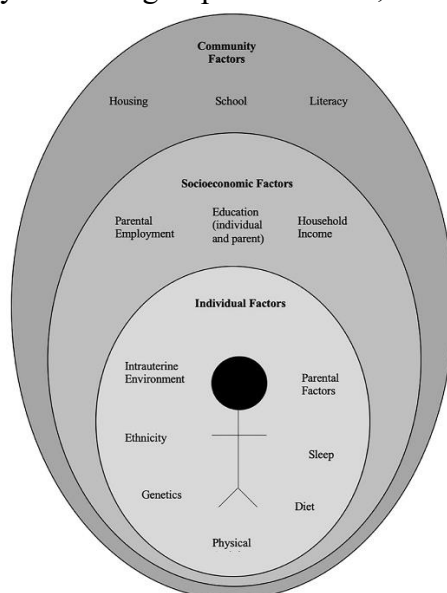 Community
Factors
Housing
School
Literacy
Socioeconomic Factors
Parental
Employment
Education
(individual
and parent)
Household
Income
Individual Factors
Intrauterine
Environment
Parental
Factors
Ethnicity
Sleep
Genetics
Diet
Physical